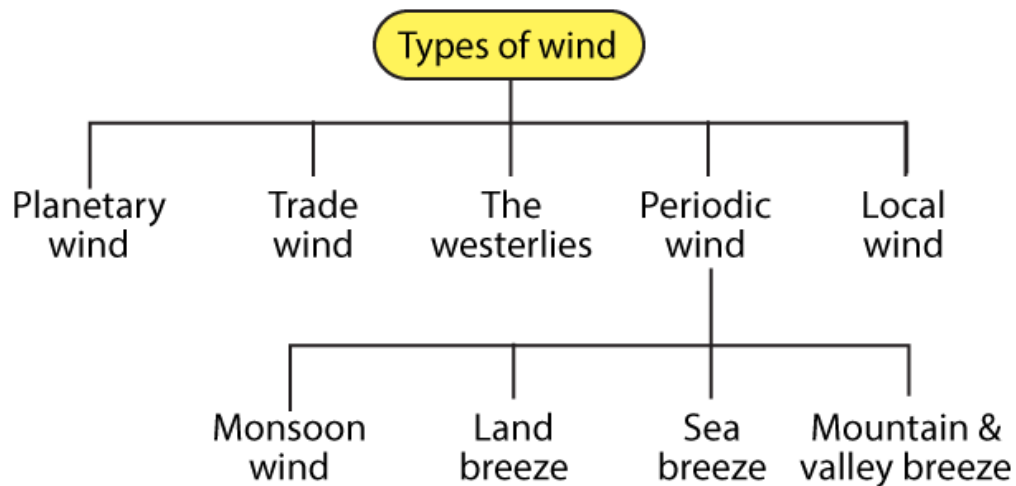 Types of wind
Planetary
wind
Trade
wind
The
westerlies
Periodic
wind
Local
wind
Monsoon
wind
Land
breeze
Sea
breeze
Mountain &
valley breeze